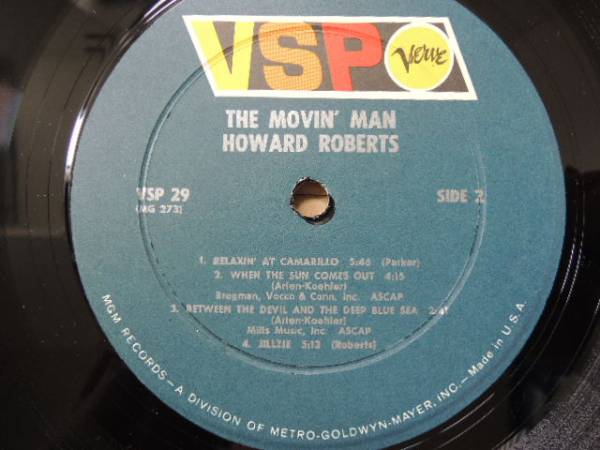 VSP
Verve
THE MOVIN' MAN
HOWARD ROBERTS
VSP 29
(MG 273)
SIDE 2
1. RELAXIN' AT CAMARILLO 5:46 (Parker)
2. WHEN THE SUN COMES OUT 4:15
(Arlen-Koehler)
Bregman, Vocco & Conn, Inc. ASCAP
3. BETWEEN THE DEVIL AND THE DEEP BLUE SEA 2:41
(Arlen-Koehler)
Mills Music, Inc. ASCAP
4. JILLZIE 5:13 (Roberts)
MGM RECORDS—A DIVISION OF METRO-GOLDWYN-MAYER, INC.—Made in U.S.A.